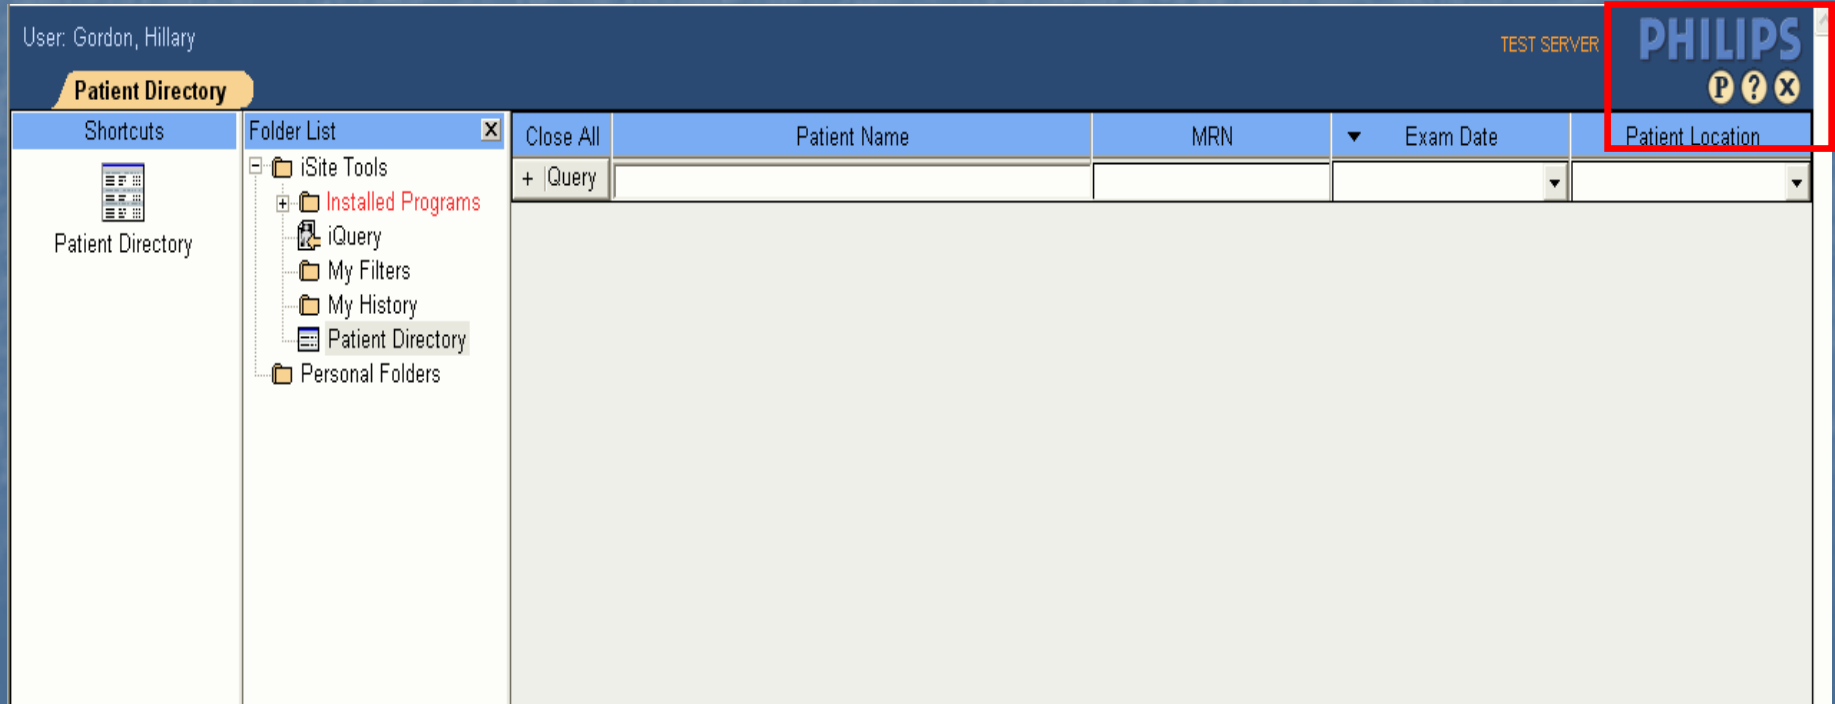 User: Gordon, Hillary
TEST SERVER
PHILIPS
P ? X
Patient Directory
Shortcuts
Patient Directory
Folder List
iSite Tools
Installed Programs
iQuery
My Filters
My History
Patient Directory
Personal Folders
Close All Patient Name MRN Exam Date Patient Location
+ |Query